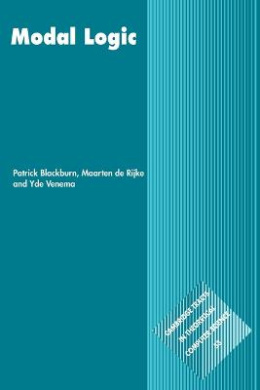 Modal Logic
Patrick Blackburn, Maarten de Rijke
and Yde Venema
CAMBRIDGE TRACTS
IN THEORETICAL
COMPUTER SCIENCE
53